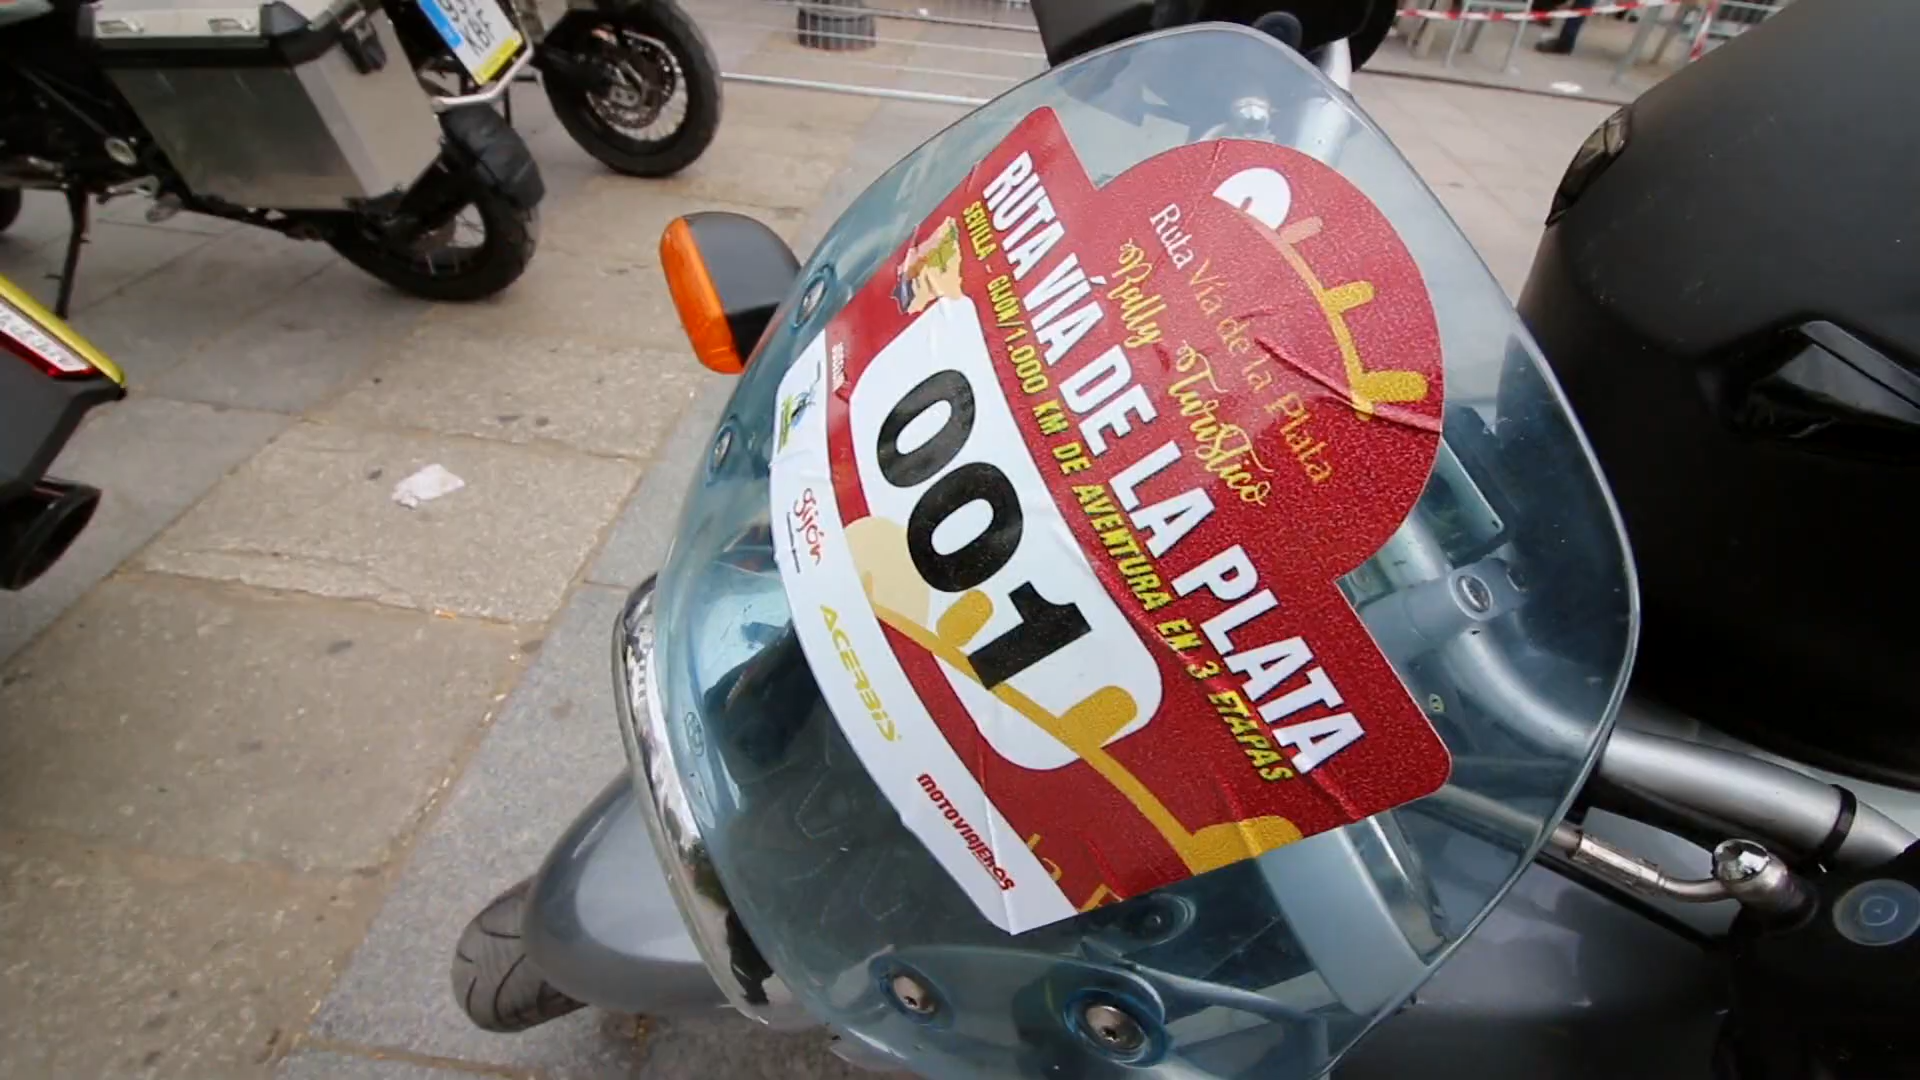 Ruta Vía de la Plata
Rally Turístico
RUTA VÍA DE LA PLATA
SEVILLA - GIJÓN/1.000 KM DE AVENTURA EN 3 ETAPAS
001
gijón
ACERBIS
MOTOVIAJEROS
KBF